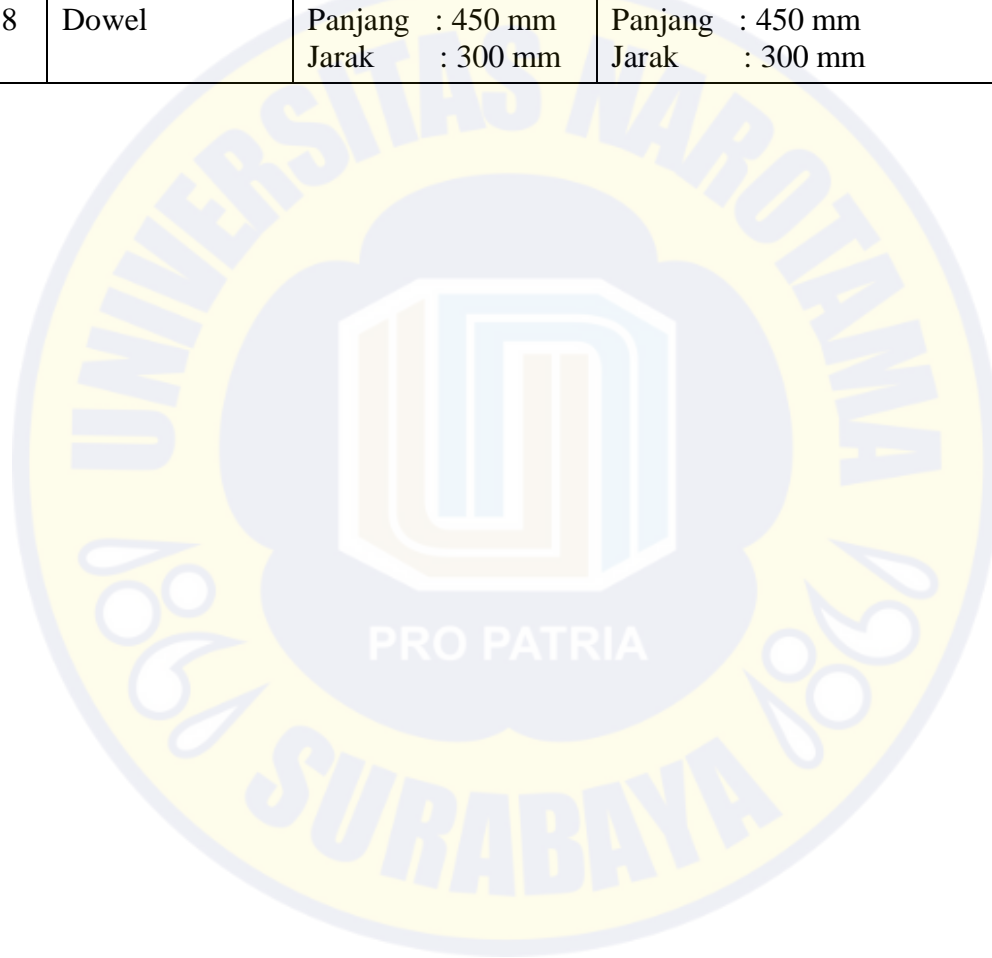 8 Dowel Panjang : 450 mm Panjang : 450 mm
Jarak : 300 mm Jarak : 300 mm
UNIVERSITAS NAROTAMA
PRO PATRIA
SURABAYA